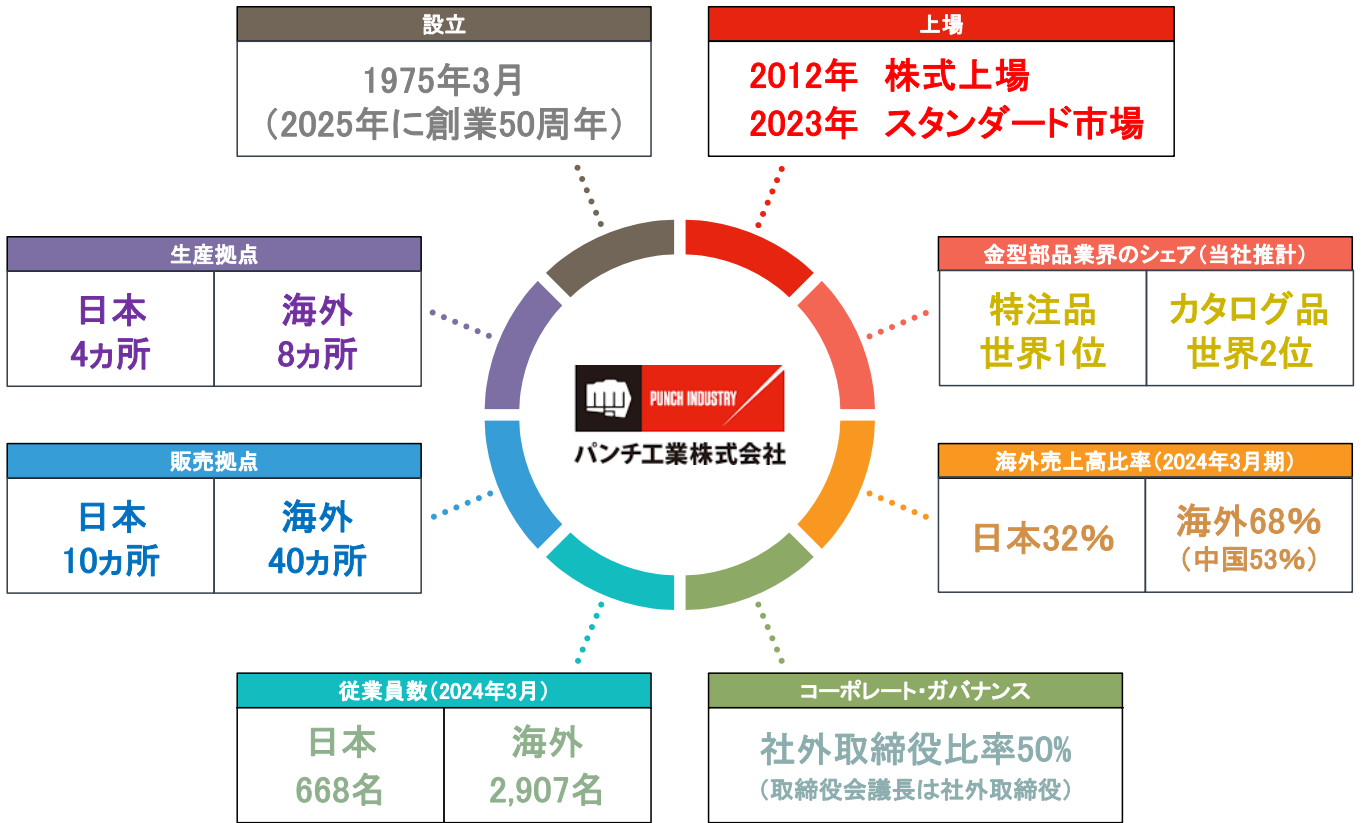 設立
1975年3月
（2025年に創業50周年）
上場
2012年　株式上場
2023年　スタンダード市場
生産拠点
日本
4カ所
海外
8カ所
金型部品業界のシェア（当社推計）
特注品
世界1位
カタログ品
世界2位
PUNCH INDUSTRY
パンチ工業株式会社
販売拠点
日本
10カ所
海外
40カ所
海外売上高比率（2024年3月期）
日本32%
海外68%
（中国53%）
従業員数（2024年3月）
日本
668名
海外
2,907名
コーポレート・ガバナンス
社外取締役比率50%
（取締役会議長は社外取締役）